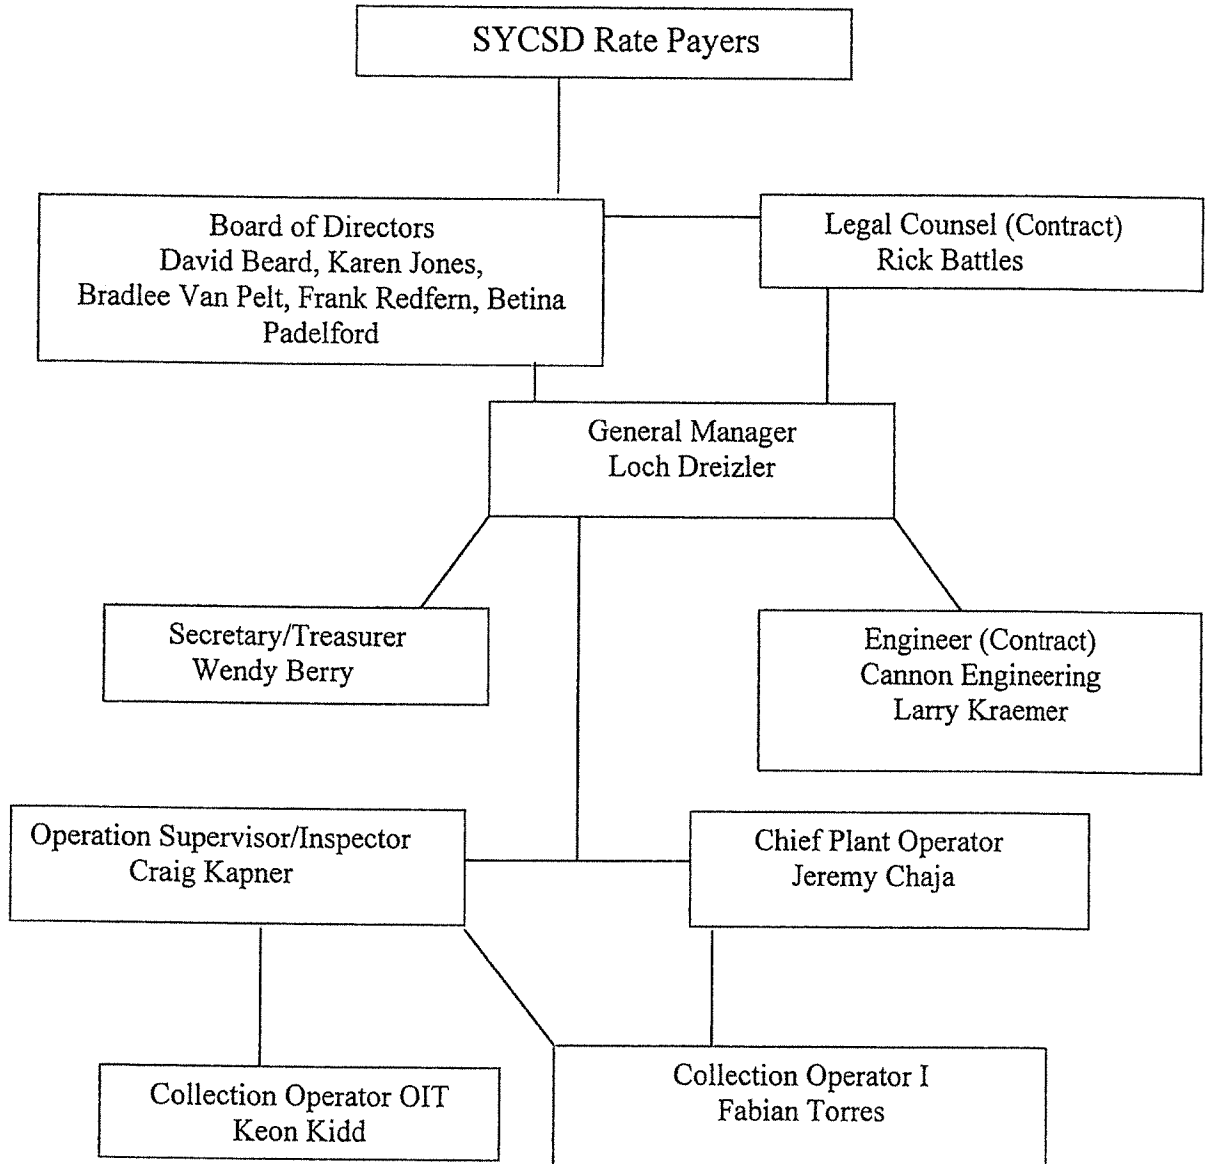 SYCSD Rate Payers
Board of Directors
David Beard, Karen Jones,
Bradlee Van Pelt, Frank Redfern, Betina
Padelford
Legal Counsel (Contract)
Rick Battles
General Manager
Loch Dreizler
Secretary/Treasurer
Wendy Berry
Engineer (Contract)
Cannon Engineering
Larry Kraemer
Operation Supervisor/Inspector
Craig Kapner
Chief Plant Operator
Jeremy Chaja
Collection Operator OIT
Keon Kidd
Collection Operator I
Fabian Torres